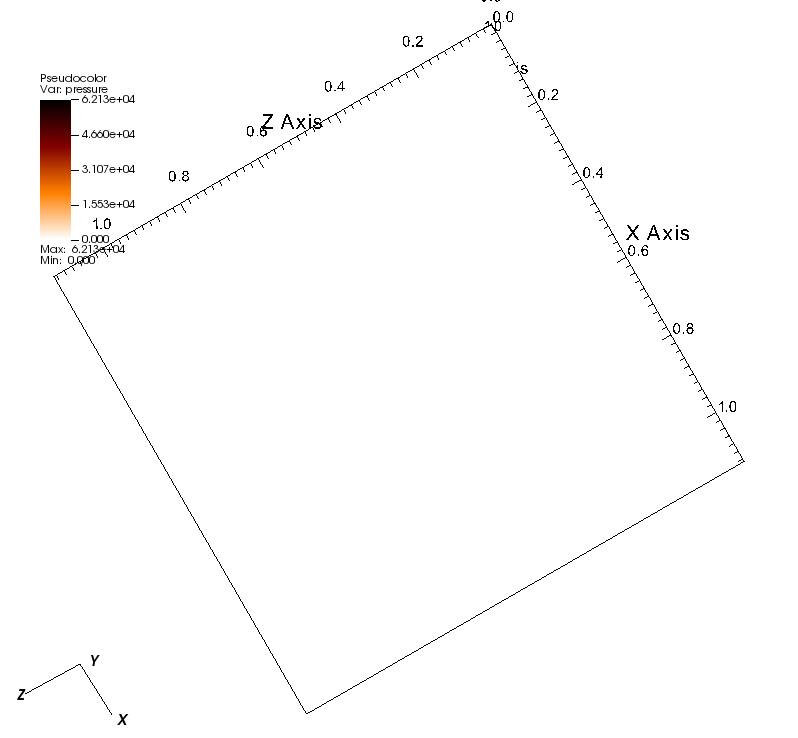 Pseudocolor
Var: pressure
6.213e+04
4.660e+04
3.107e+04
1.553e+04
0.000
Max: 6.213e+04
Min: 0.000
Z Axis
0.2
0.4
0.6
0.8
1.0
0.0
0.2
0.4
X Axis
0.6
0.8
1.0
Y
Z
X